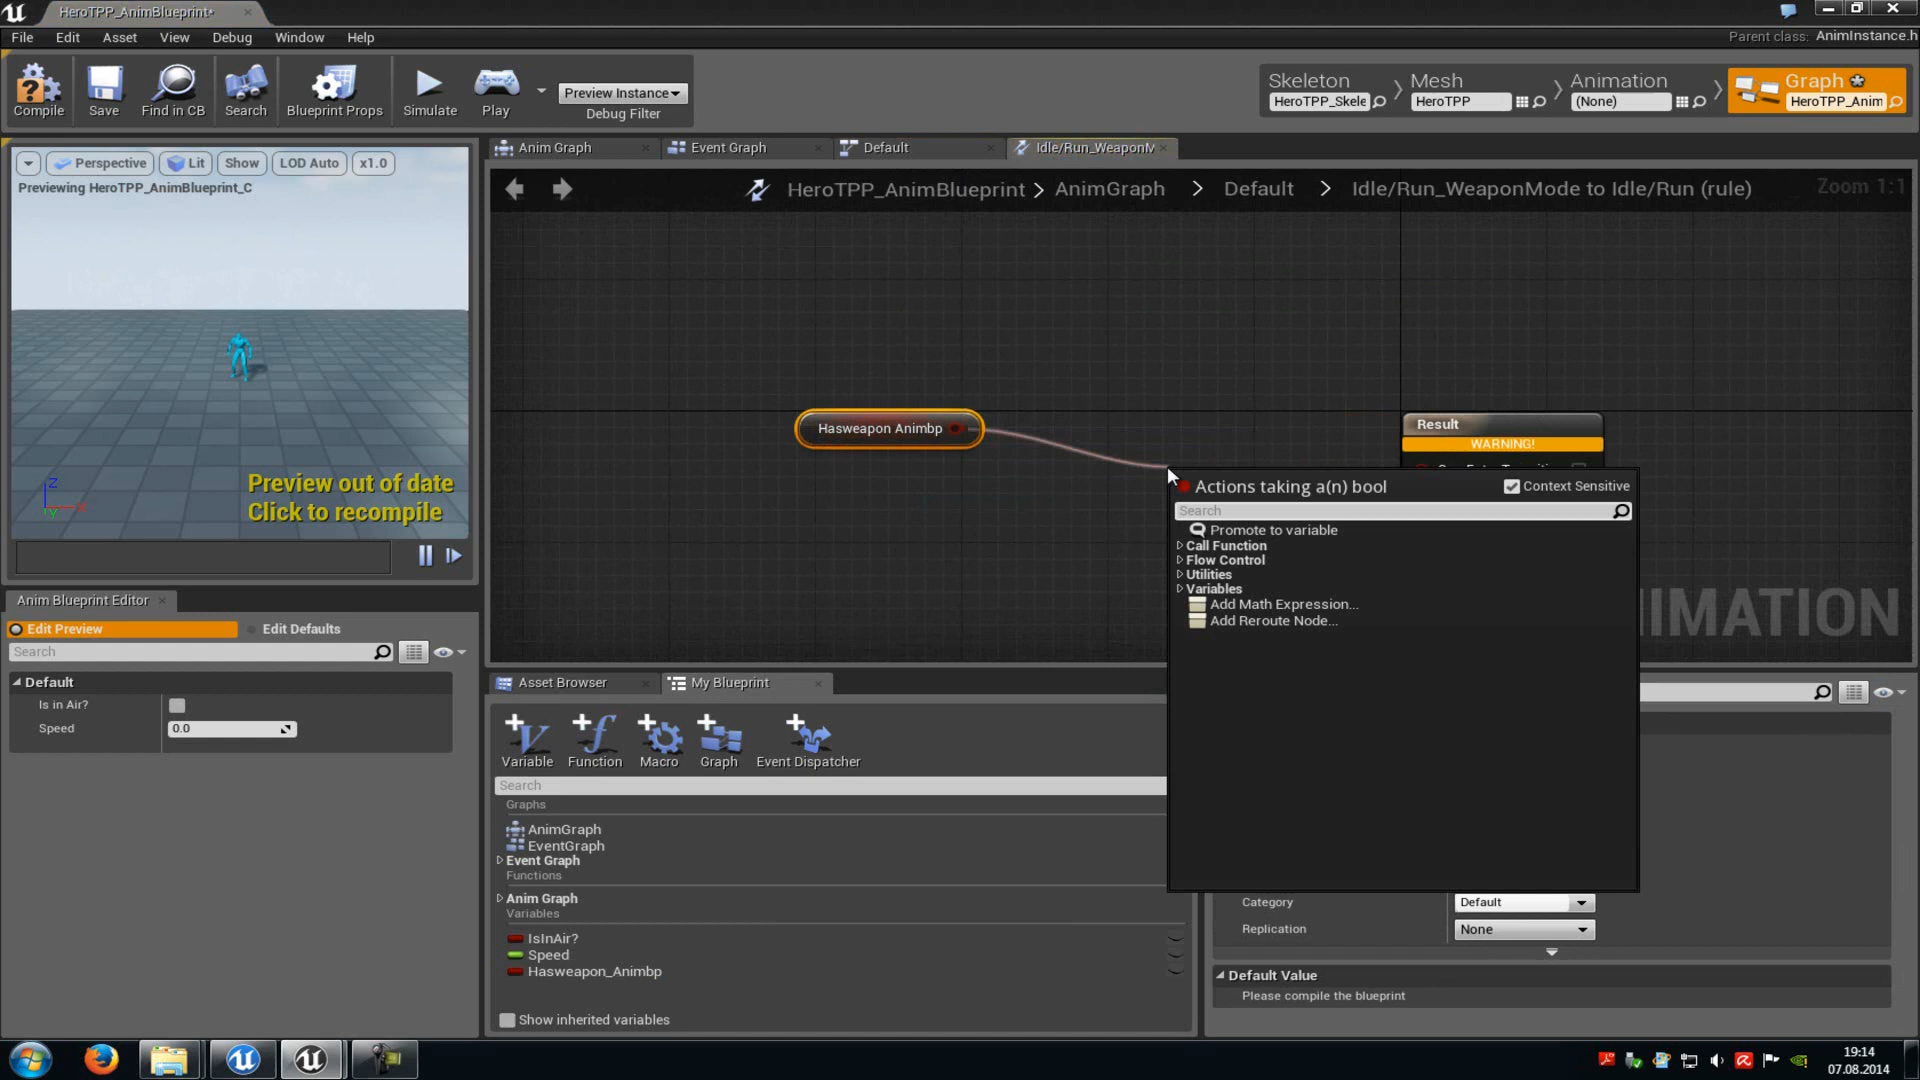 HeroTPP_AnimBlueprint*
File Edit Asset View Debug Window Help
Parent class: AnimInstance.h
Compile Save Find in CB Search Blueprint Props Simulate Play
Preview Instance
Debug Filter
Skeleton
HeroTPP_Skele
Mesh
HeroTPP
Animation
(None)
Graph
HeroTPP_Anim
Perspective Lit Show LOD Auto x1.0
Previewing HeroTPP_AnimBlueprint_C
Preview out of date
Click to recompile
Z
X
Y
Anim Graph Event Graph Default Idle/Run_WeaponM
HeroTPP_AnimBlueprint > AnimGraph > Default > Idle/Run_WeaponMode to Idle/Run (rule)
Zoom 1:1
Hasweapon Animbp
Result
WARNING!
Actions taking a(n) bool
Context Sensitive
Search
Promote to variable
Call Function
Flow Control
Utilities
Variables
Add Math Expression...
Add Reroute Node...
NIMATION
Anim Blueprint Editor
Edit Preview Edit Defaults
Search
Default
Is in Air?
Speed 0.0
Asset Browser My Blueprint
Variable Function Macro Graph Event Dispatcher
Search
Graphs
AnimGraph
EventGraph
Event Graph
Functions
Anim Graph
Variables
IsInAir?
Speed
Hasweapon_Animbp
Show inherited variables
Category Default
Replication None
Default Value
Please compile the blueprint
19:14
07.08.2014